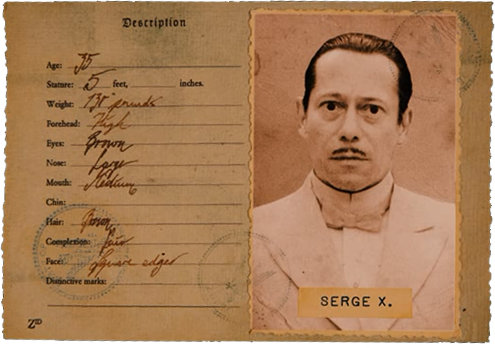 Description
Age: 35
Stature: 5 feet, inches.
Weight: 130 pounds
Forehead: High
Eyes: Brown
Nose: Large
Mouth: Medium
Chin:
Hair: Brown
Complexion: Fair
Face: Square edges
Distinctive marks:
SERGE X.